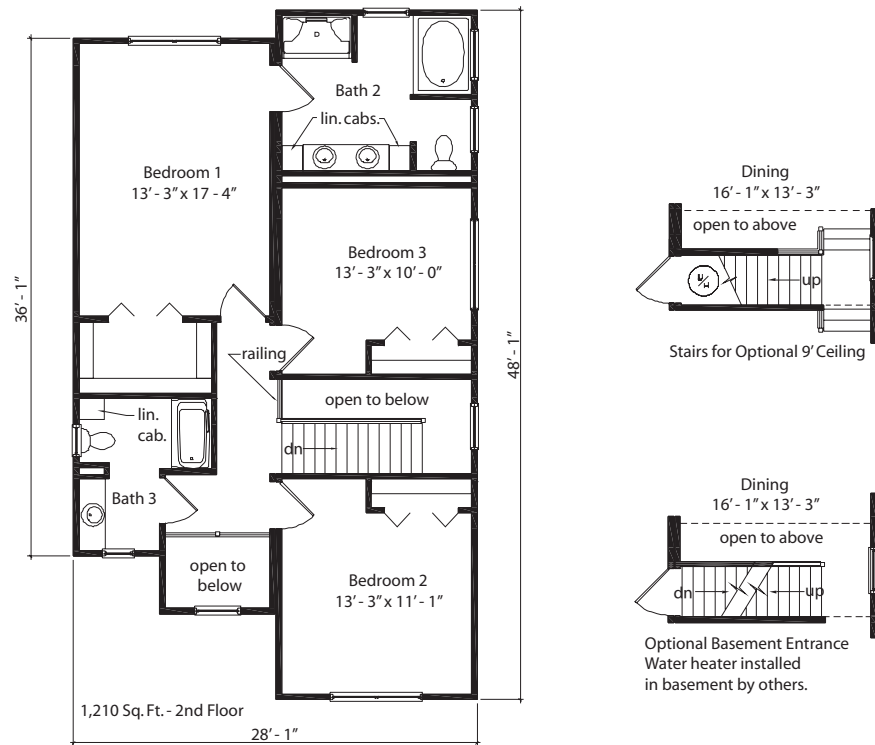 Bath 2
lin. cabs.
Bedroom 1
13’ - 3” x 17 - 4”
Bedroom 3
13’ - 3” x 10’ - 0”
36’ - 1”
48’ - 1”
railing
open to below
lin.
cab.
dn
Bath 3
open to
below
Bedroom 2
13’ - 3” x 11’ - 1”
1,210 Sq. Ft. - 2nd Floor
28’ - 1”
Dining
16’ - 1” x 13’ - 3”
open to above
W/H
up
Stairs for Optional 9’ Ceiling
Dining
16’ - 1” x 13’ - 3”
open to above
dn
up
Optional Basement Entrance
Water heater installed
in basement by others.